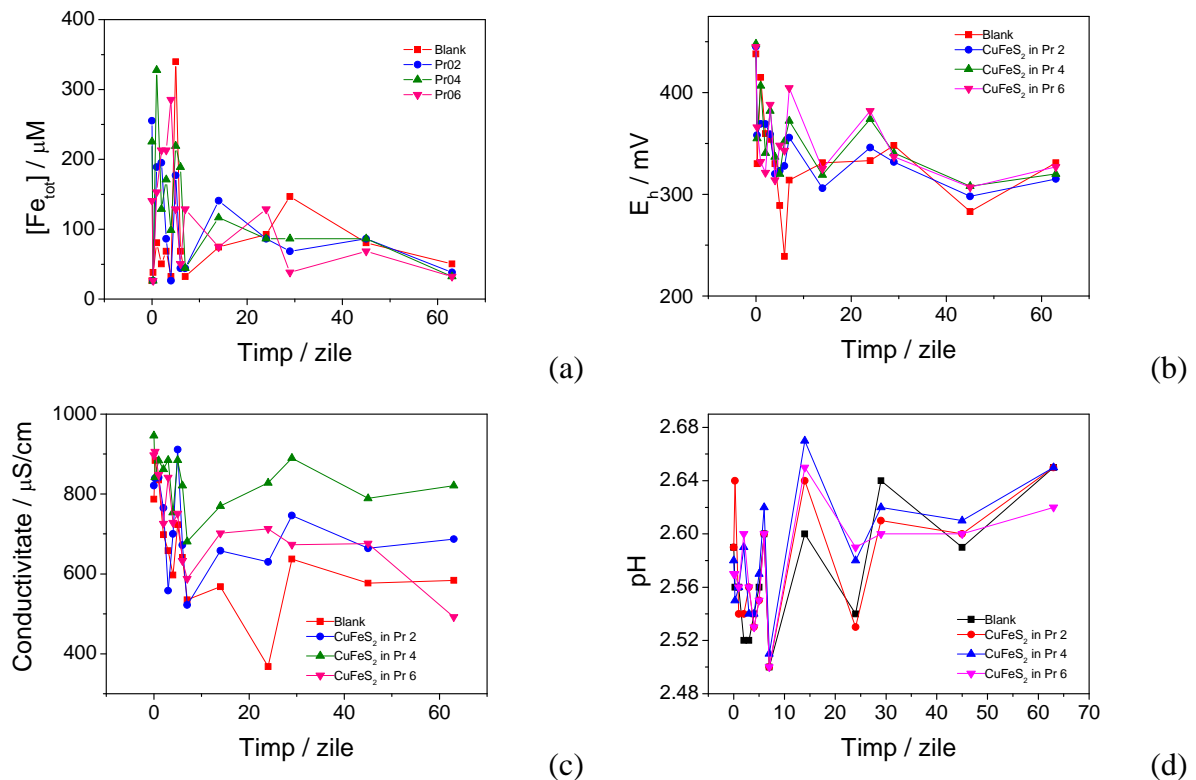 400
300
200
100
0
[Fe_tot] / μM
Blank
Pr02
Pr04
Pr06
0 20 40 60
Timp / zile
(a)
400
300
200
E_h / mV
Blank
CuFeS₂ in Pr 2
CuFeS₂ in Pr 4
CuFeS₂ in Pr 6
0 20 40 60
Timp / zile
(b)
1000
800
600
400
Conductivitate / μS/cm
Blank
CuFeS₂ in Pr 2
CuFeS₂ in Pr 4
CuFeS₂ in Pr 6
0 20 40 60
Timp / zile
(c)
2.68
2.64
2.60
2.56
2.52
2.48
pH
Blank
CuFeS₂ in Pr 2
CuFeS₂ in Pr 4
CuFeS₂ in Pr 6
0 10 20 30 40 50 60 70
Timp / zile
(d)